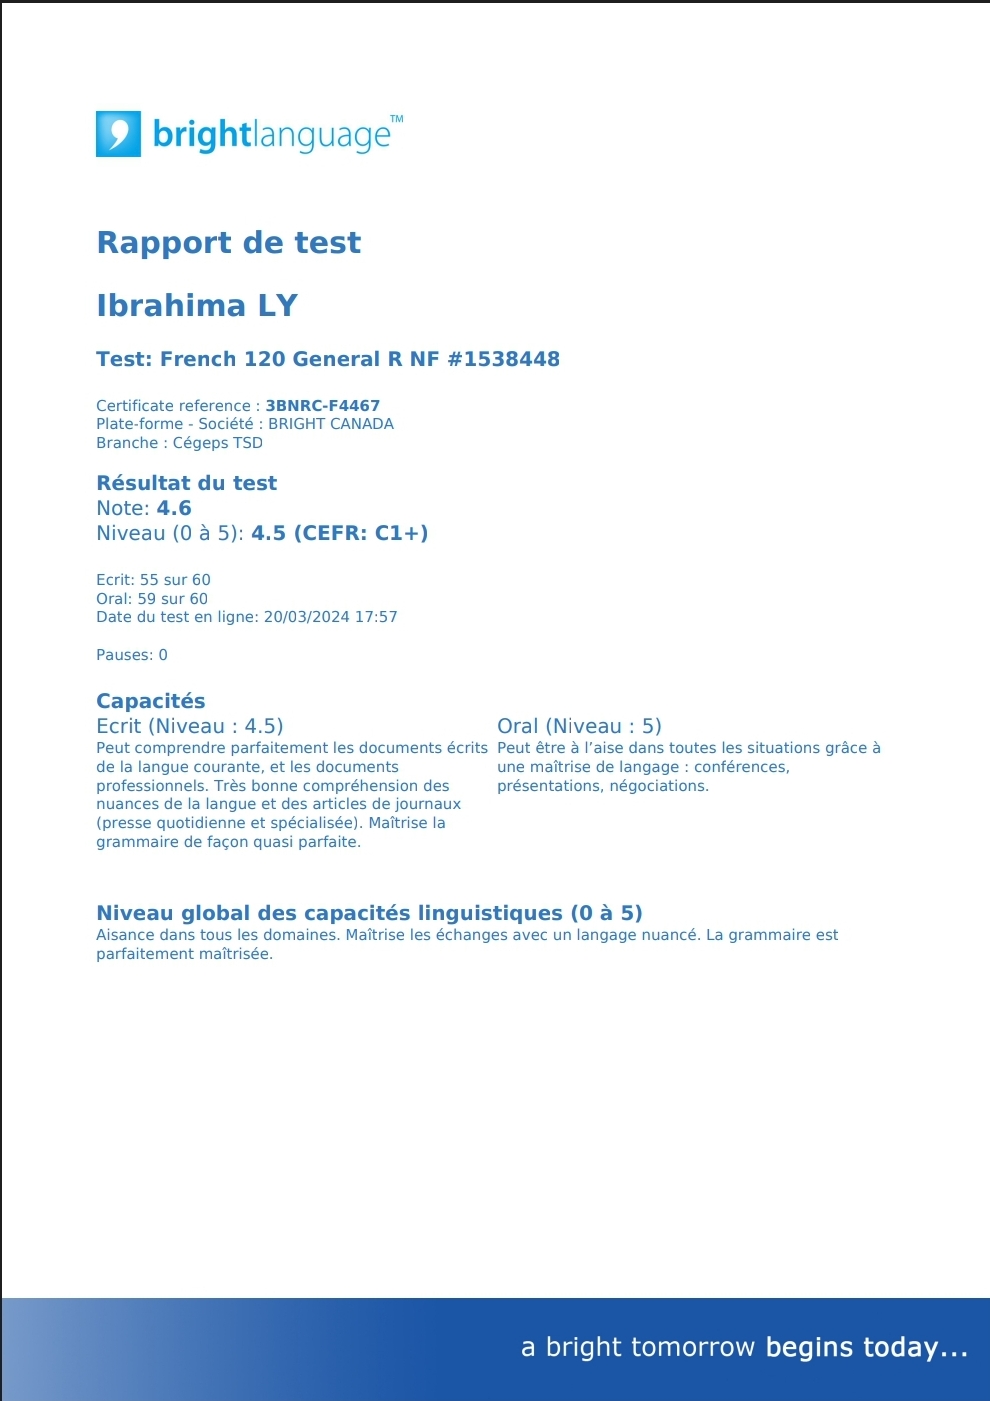 brightlanguage™
Rapport de test
Ibrahima LY
Test: French 120 General R NF #1538448
Certificate reference : 3BNRC-F4467
Plate-forme - Société : BRIGHT CANADA
Branche : Cégeps TSD
Résultat du test
Note: 4.6
Niveau (0 à 5): 4.5 (CEFR: C1+)
Ecrit: 55 sur 60
Oral: 59 sur 60
Date du test en ligne: 20/03/2024 17:57
Pauses: 0
Capacités
Ecrit (Niveau : 4.5)
Peut comprendre parfaitement les documents écrits
de la langue courante, et les documents
professionnels. Très bonne compréhension des
nuances de la langue et des articles de journaux
(presse quotidienne et spécialisée). Maîtrise la
grammaire de façon quasi parfaite.
Oral (Niveau : 5)
Peut être à l’aise dans toutes les situations grâce à
une maîtrise de langage : conférences,
présentations, négociations.
Niveau global des capacités linguistiques (0 à 5)
Aisance dans tous les domaines. Maîtrise les échanges avec un langage nuancé. La grammaire est
parfaitement maîtrisée.
a bright tomorrow begins today...